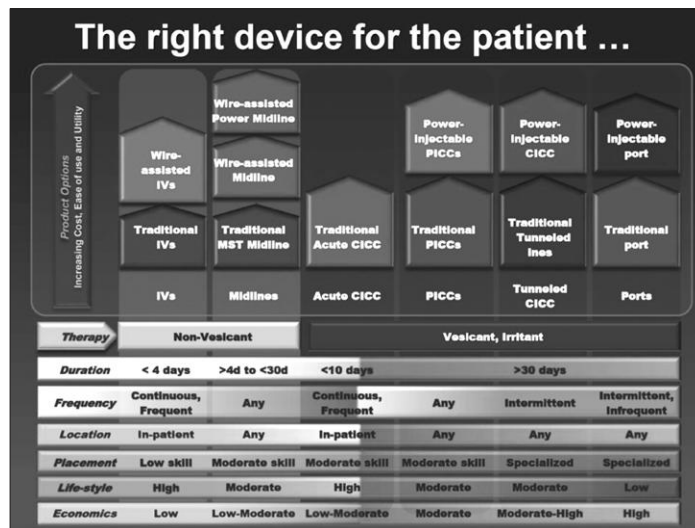 The right device for the patient ...
Product Options
Increasing Cost, Ease of use and Utility
Wire-assisted
Power Midline
Wire-
assisted
IVs
Wire-assisted
Midline
Power-
Injectable
PICCs
Power-
Injectable
CICC
Power-
Injectable
port
Traditional
IVs
Traditional
MST Midline
Traditional
Acute CICC
Traditional
PICCs
Traditional
Tunneled
lnes
Traditional
port
IVs
Midlines
Acute CICC
PICCs
Tunneled
CICC
Ports
Therapy Non-Vesicant Vesicant, Irritant
Duration < 4 days >4d to <30d <10 days >30 days
Frequency Continuous, Frequent Any Continuous, Frequent Any Intermittent Intermittent, Infrequent
Location In-patient Any In-patient Any Any Any
Placement Low skill Moderate skill Moderate skill Moderate skill Specialized Specialized
Life-style High Moderate High Moderate Moderate Low
Economics Low Low-Moderate Low-Moderate Moderate Moderate-High High